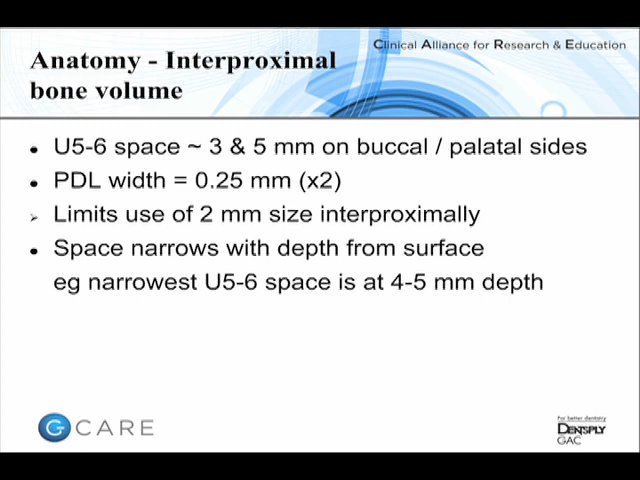 Clinical Alliance for Research & Education
Anatomy - Interproximal
bone volume
• U5-6 space ~ 3 & 5 mm on buccal / palatal sides
• PDL width = 0.25 mm (x2)
➢ Limits use of 2 mm size interproximally
• Space narrows with depth from surface
eg narrowest U5-6 space is at 4-5 mm depth
G CARE
For better dentistry
DENTSPLY
GAC